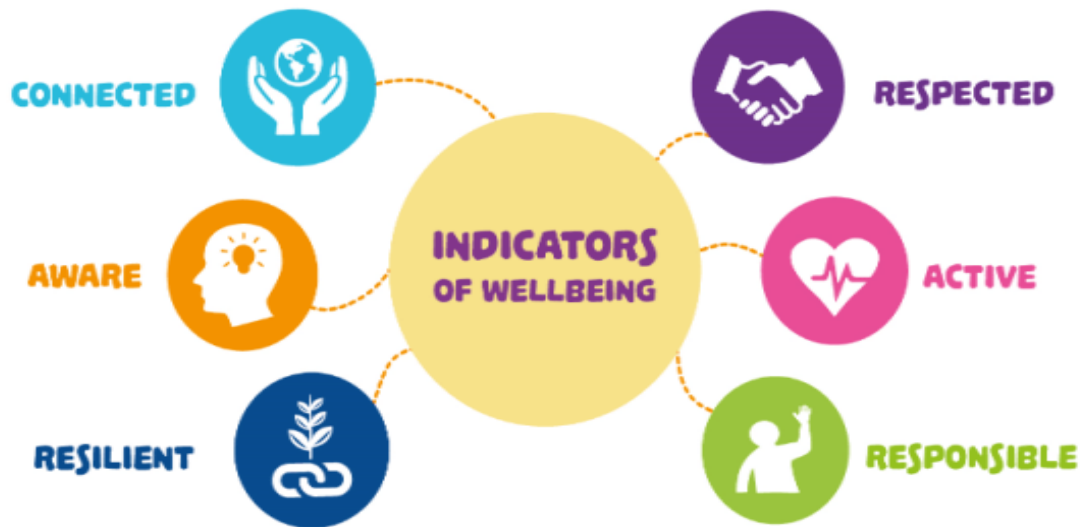 CONNECTED
RESPECTED
INDICATORS
OF WELLBEING
AWARE
ACTIVE
RESILIENT
RESPONSIBLE